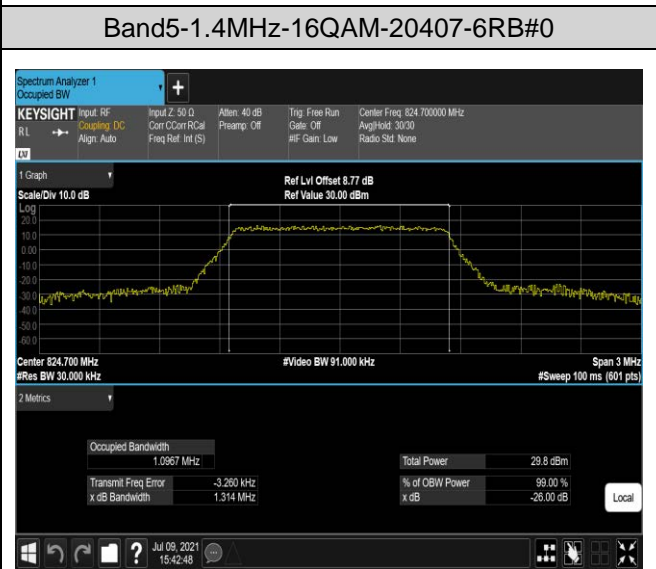 Band5-1.4MHz-16QAM-20407-6RB#0
Spectrum Analyzer 1
Occupied BW
+
KEYSIGHT Input: RF Input Z: 50 Ω Atten: 40 dB Trig: Free Run Center Freq: 824.700000 MHz
RL Coupling: DC Corr CCorr RCal Preamp: Off Gate: Off Avg|Hold: 30/30
Align: Auto Freq Ref: Int (S) #IF Gain: Low Radio Std: None
LXI
1 Graph Ref Lvl Offset 8.77 dB
Scale/Div 10.0 dB Ref Value 30.00 dBm
Log
20.0
10.0
0.00
-10.0
-20.0
-30.0
-40.0
-50.0
-60.0
Center 824.700 MHz #Video BW 91.000 kHz Span 3 MHz
#Res BW 30.000 kHz #Sweep 100 ms (601 pts)
2 Metrics
Occupied Bandwidth
1.0967 MHz Total Power 29.8 dBm
Transmit Freq Error -3.260 kHz % of OBW Power 99.00 %
x dB Bandwidth 1.314 MHz x dB -26.00 dB
Local
? Jul 09, 2021
15:42:48